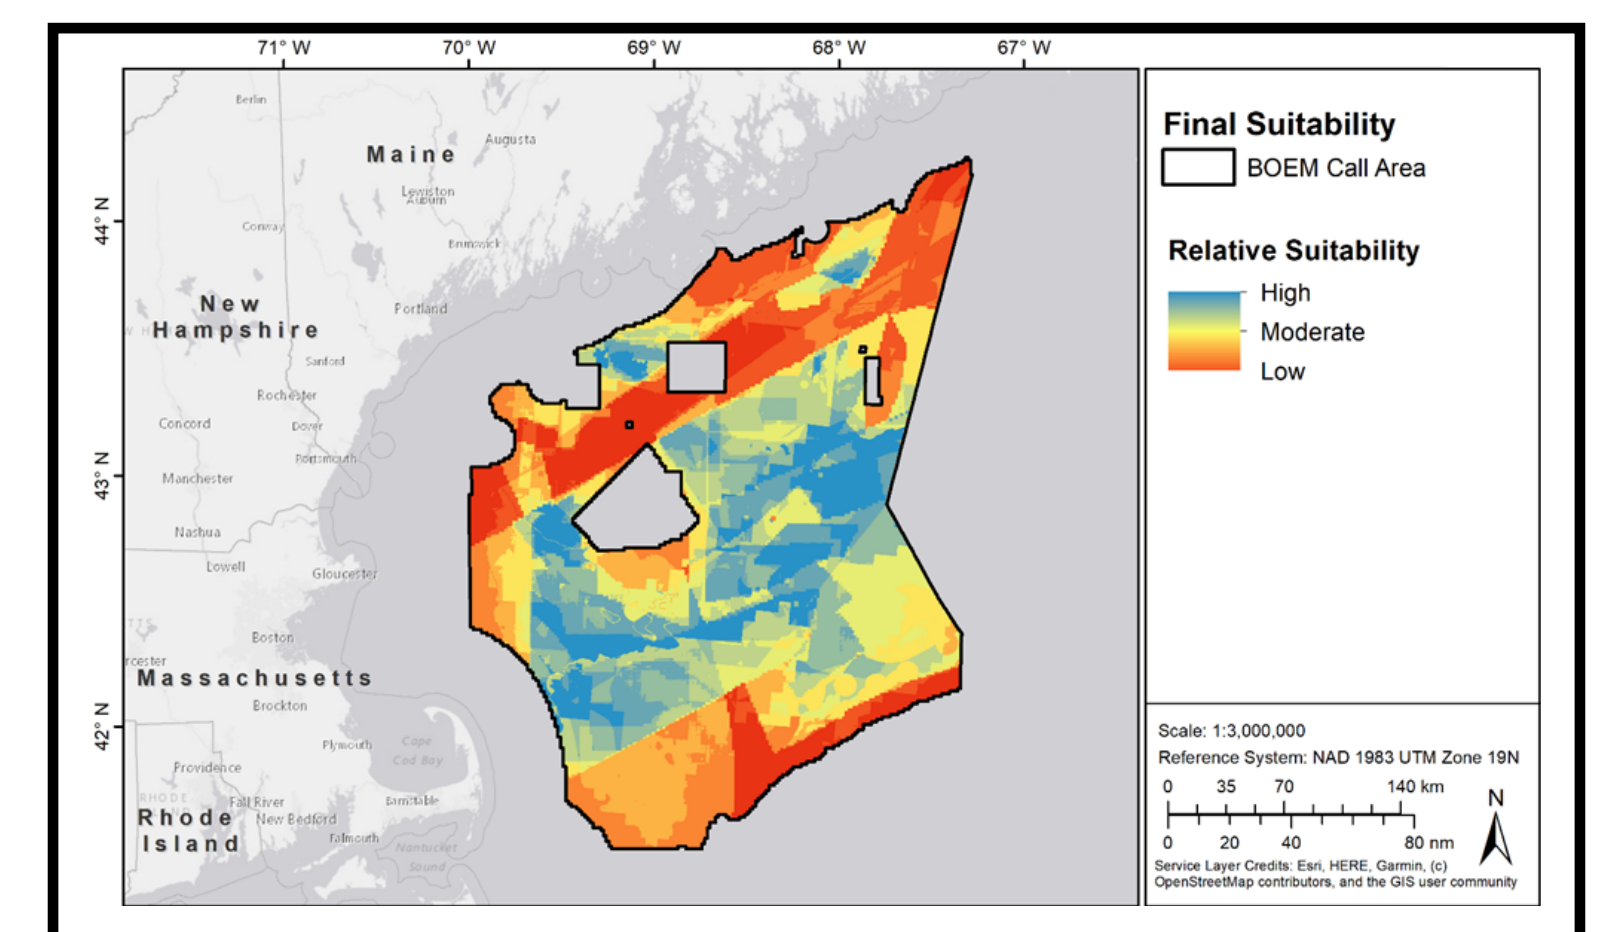 71° W 70° W 69° W 68° W 67° W
44° N
43° N
42° N
Berlin
Augusta
Maine
Lewiston
Auburn
Conway
Brunswick
New
Hampshire
Portland
Sanford
Rochester
Concord
Dover
Portsmouth
Manchester
Nashua
Lowell
Gloucester
Boston
Massachusetts
Brockton
Plymouth
Cape
Cod Bay
Providence
RHODE
Fall River
Barnstable
Rhode
Island
New Bedford
Falmouth
Nantucket
Sound
Final Suitability
BOEM Call Area
Relative Suitability
High
Moderate
Low
Scale: 1:3,000,000
Reference System: NAD 1983 UTM Zone 19N
0 35 70 140 km
N
0 20 40 80 nm
Service Layer Credits: Esri, HERE, Garmin, (c)
OpenStreetMap contributors, and the GIS user community